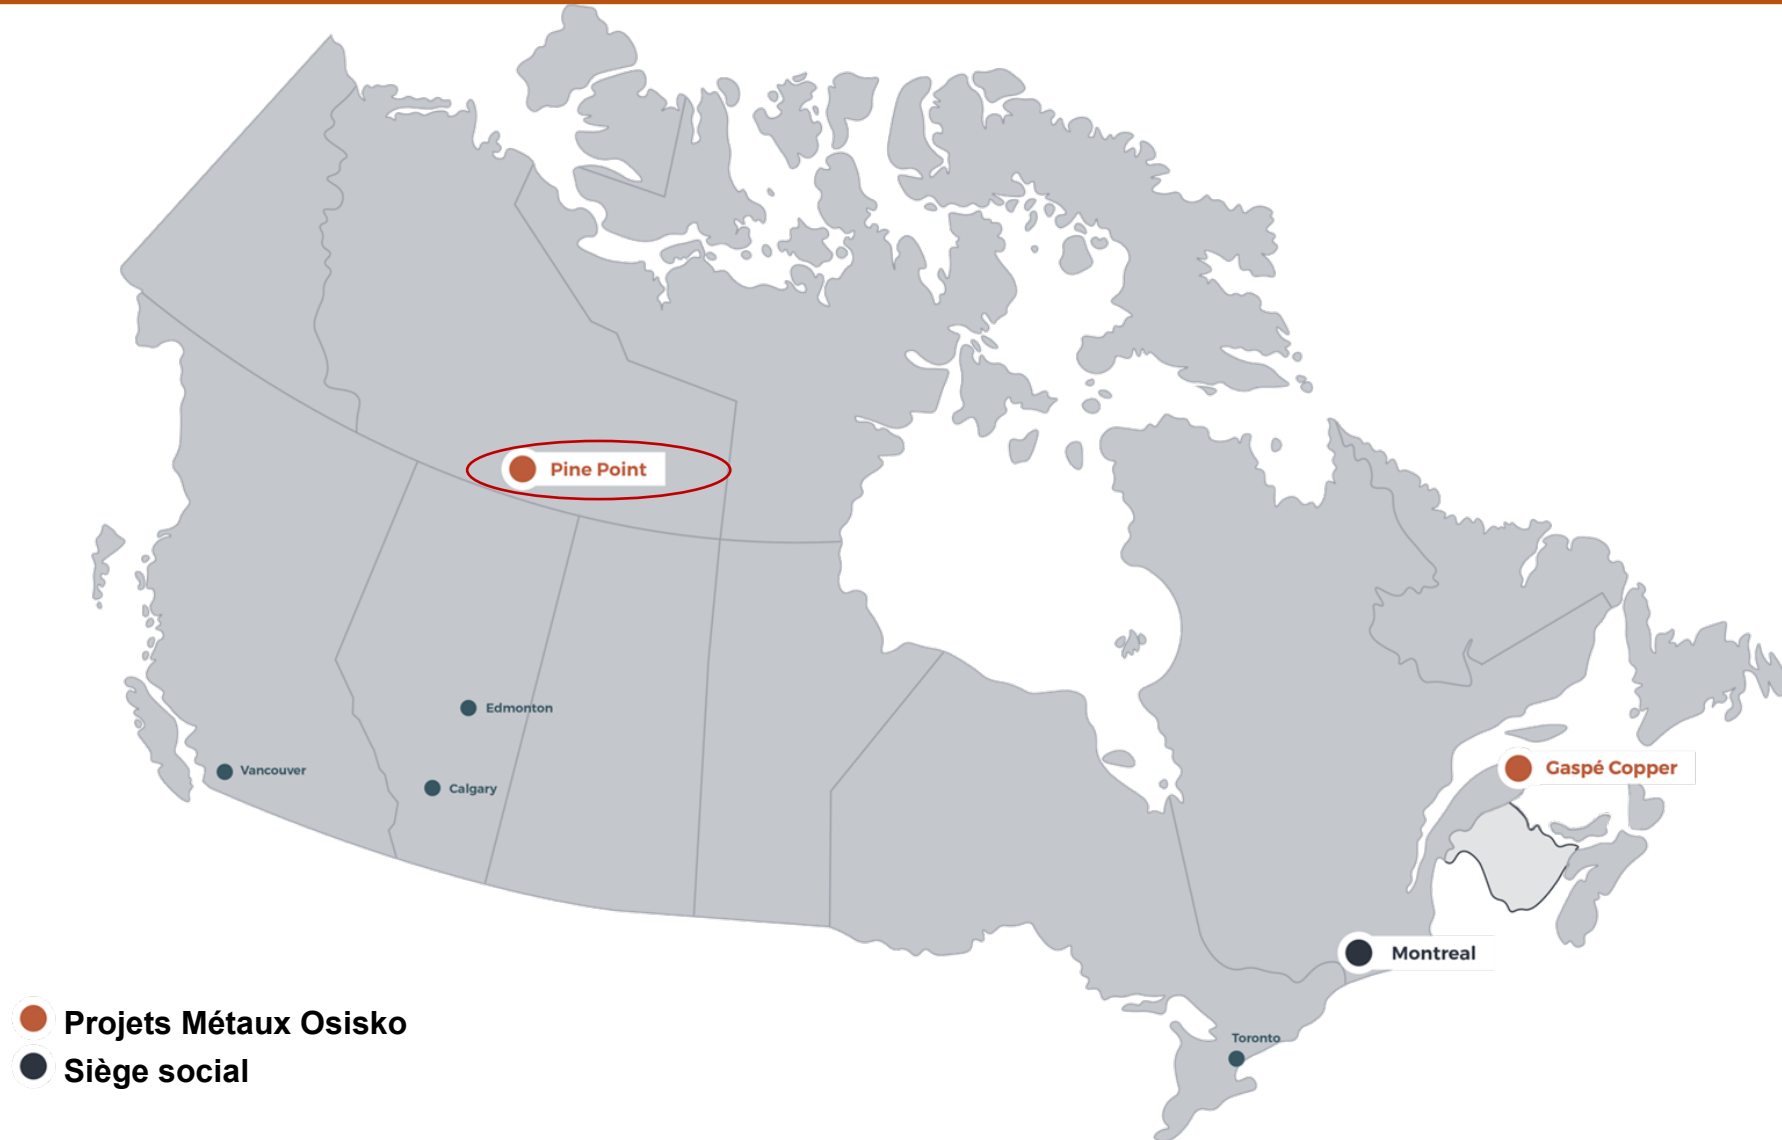 Pine Point
Edmonton
Vancouver
Calgary
Gaspé Copper
Montreal
Toronto
Projets Métaux Osisko
Siège social